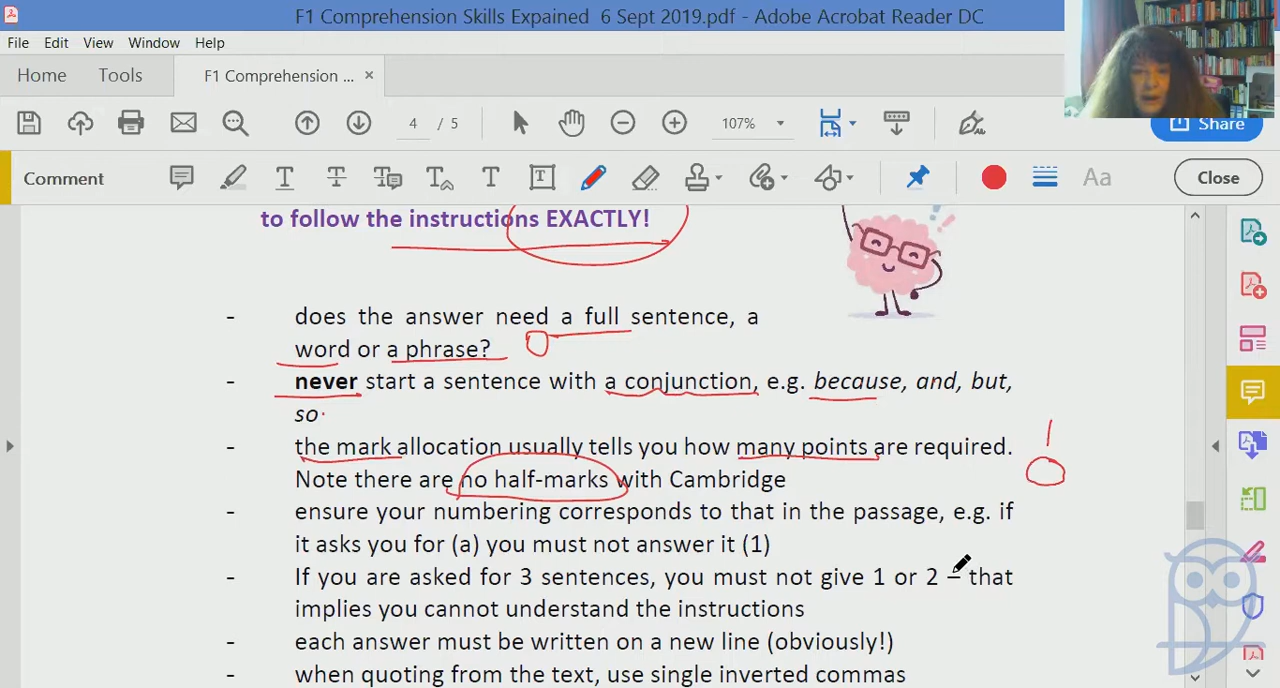 F1 Comprehension Skills Expained 6 Sept 2019.pdf - Adobe Acrobat Reader DC
File Edit View Window Help
Home Tools F1 Comprehension ... ×
4 / 5 107% Share
Comment Aa Close
to follow the instructions EXACTLY!
- does the answer need a full sentence, a
word or a phrase?
- never start a sentence with a conjunction, e.g. because, and, but,
so
- the mark allocation usually tells you how many points are required.
Note there are no half-marks with Cambridge
- ensure your numbering corresponds to that in the passage, e.g. if
it asks you for (a) you must not answer it (1)
- If you are asked for 3 sentences, you must not give 1 or 2 – that
implies you cannot understand the instructions
- each answer must be written on a new line (obviously!)
- when quoting from the text, use single inverted commas